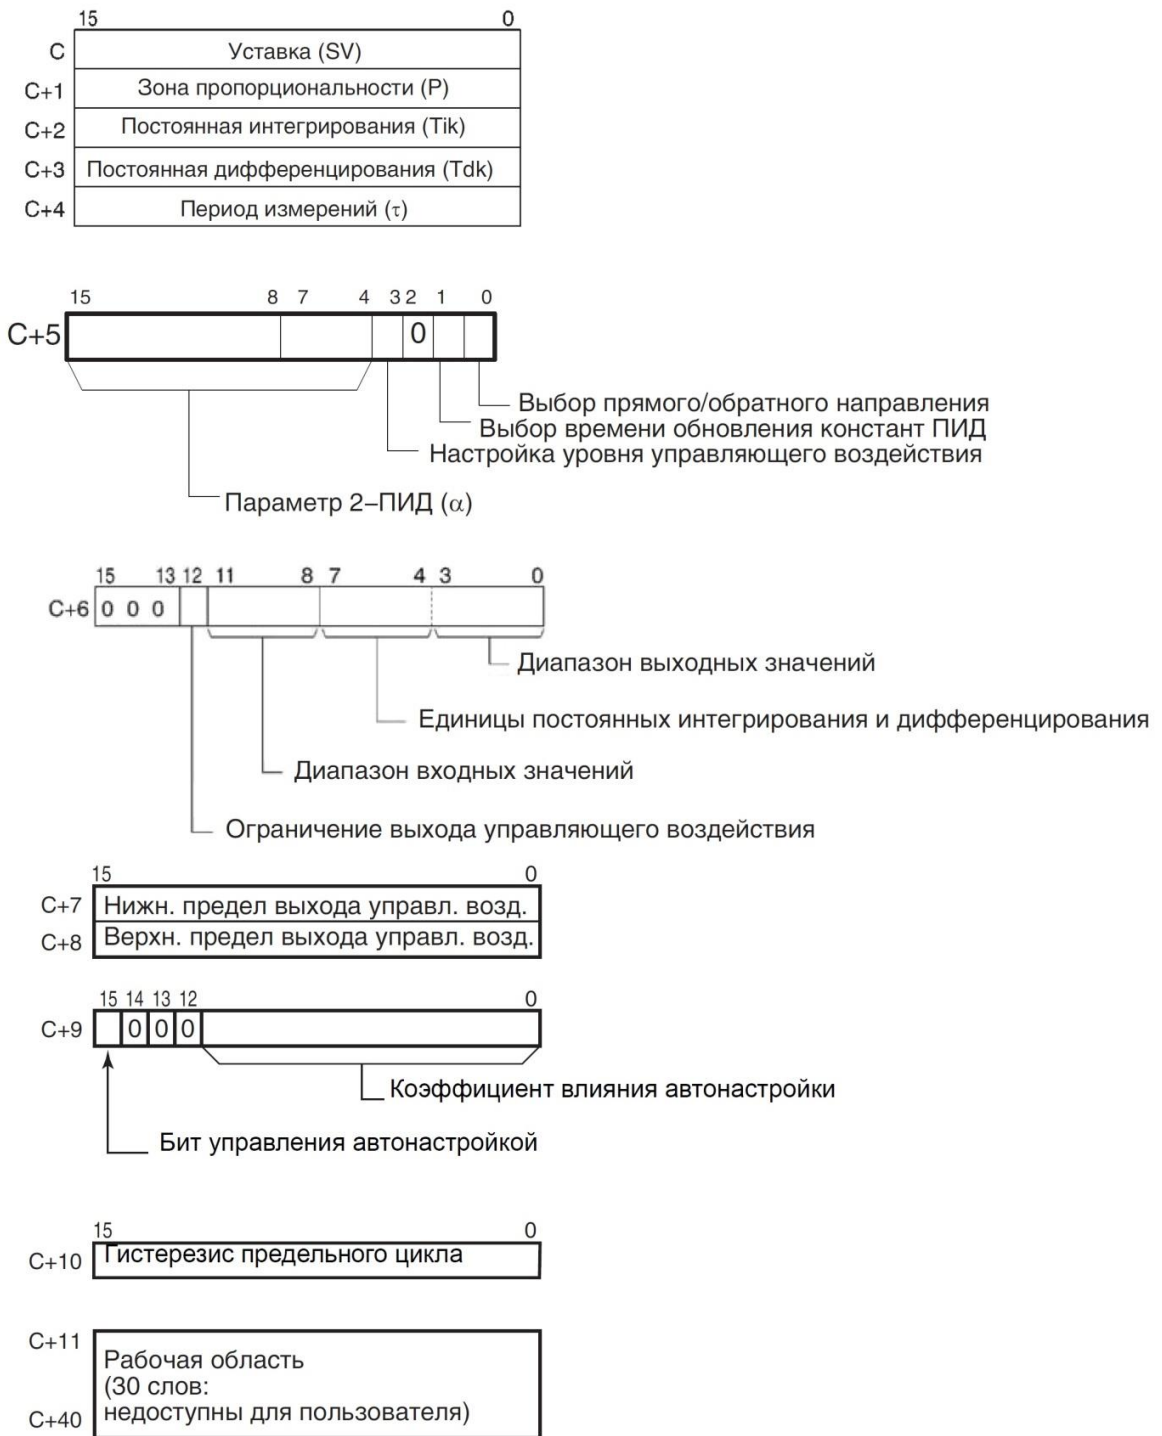 15 0
C Уставка (SV)
C+1 Зона пропорциональности (P)
C+2 Постоянная интегрирования (Tik)
C+3 Постоянная дифференцирования (Tdk)
C+4 Период измерений (τ)
15 8 7 4 3 2 1 0
C+5 0
Выбор прямого/обратного направления
Выбор времени обновления констант ПИД
Настройка уровня управляющего воздействия
Параметр 2–ПИД (α)
15 13 12 11 8 7 4 3 0
C+6 0 0 0
Диапазон выходных значений
Единицы постоянных интегрирования и дифференцирования
Диапазон входных значений
Ограничение выхода управляющего воздействия
15 0
C+7 Нижн. предел выхода управл. возд.
C+8 Верхн. предел выхода управл. возд.
15 14 13 12 0
C+9 0 0 0
Коэффициент влияния автонастройки
Бит управления автонастройкой
15 0
C+10 Гистерезис предельного цикла
C+11
Рабочая область
(30 слов:
C+40 недоступны для пользователя)